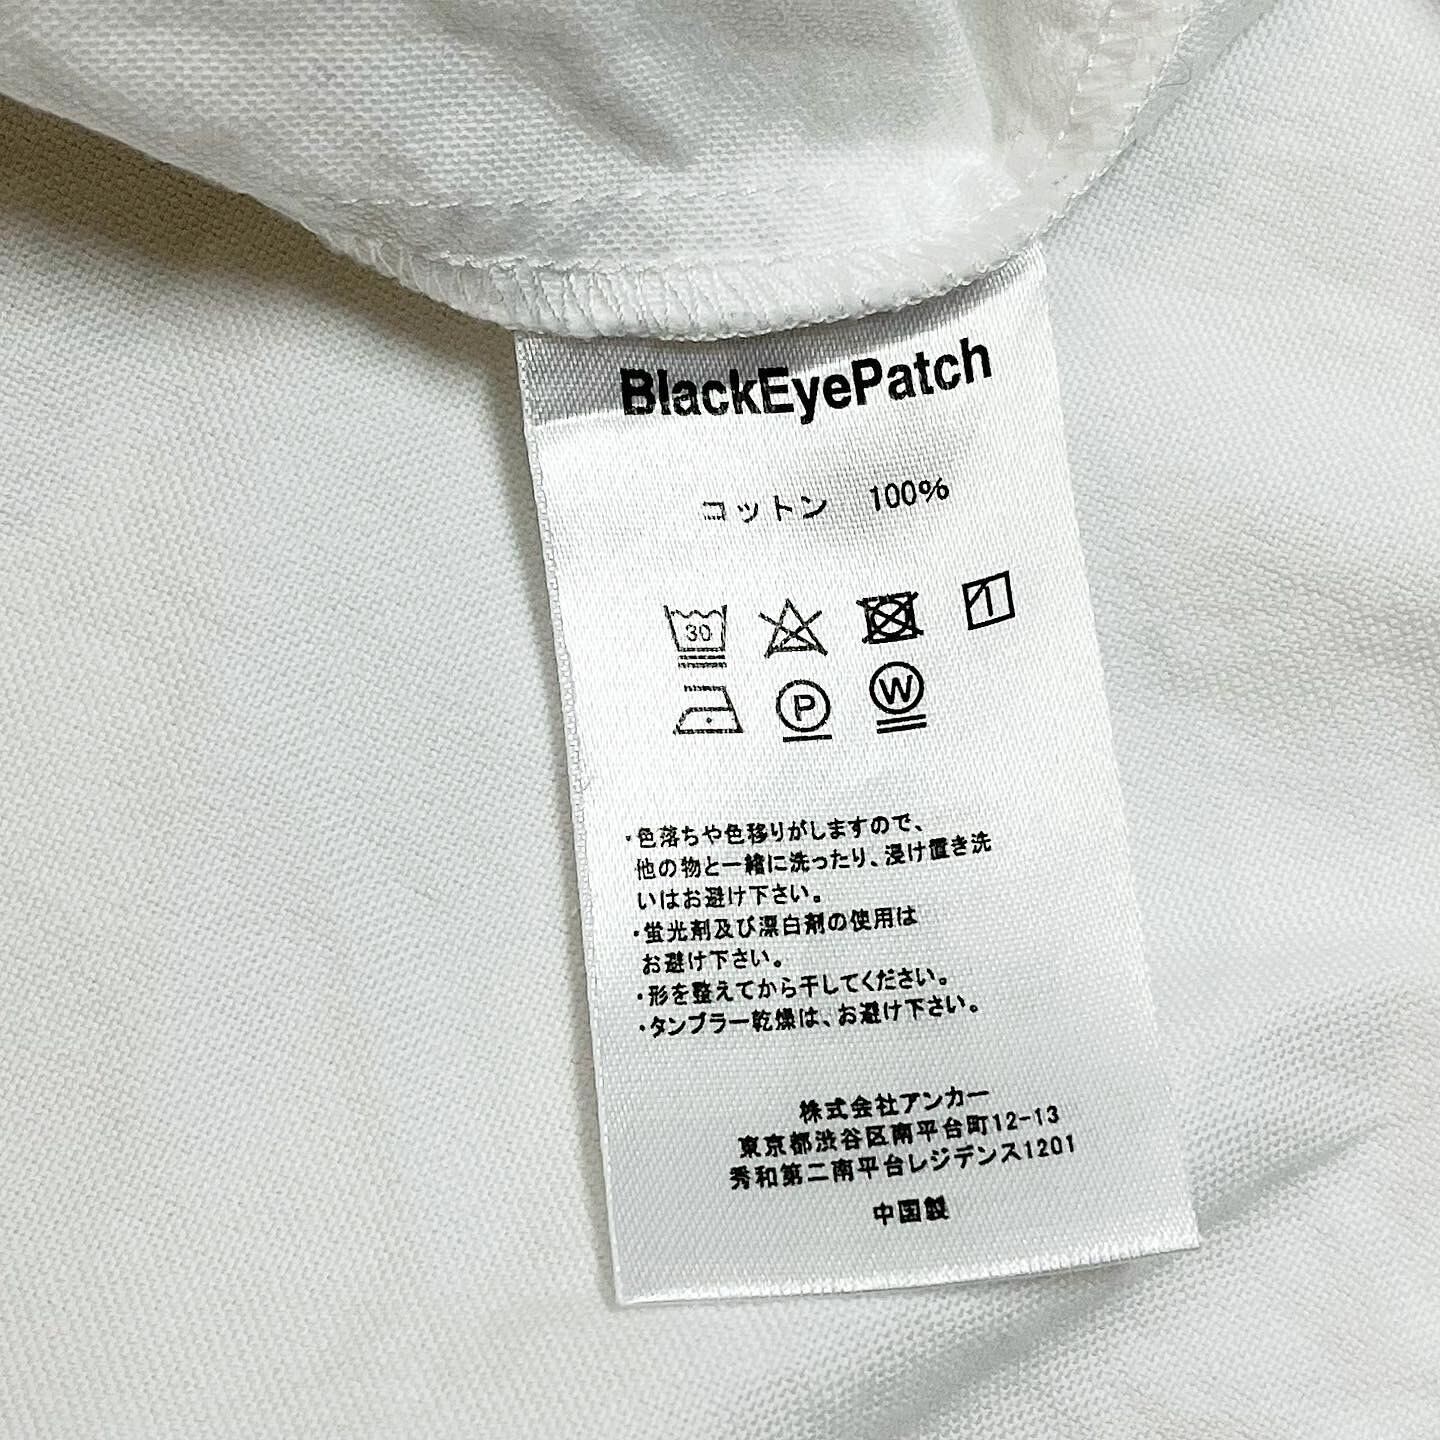 BlackEyePatch
コットン　100%
30
P
W
・色落ちや色移りがしますので、
他の物と一緒に洗ったり、浸け置き洗
いはお避け下さい。
・蛍光剤及び漂白剤の使用は
お避け下さい。
・形を整えてから干してください。
・タンブラー乾燥は、お避け下さい。
株式会社アンカー
東京都渋谷区南平台町12-13
秀和第二南平台レジデンス1201
中国製